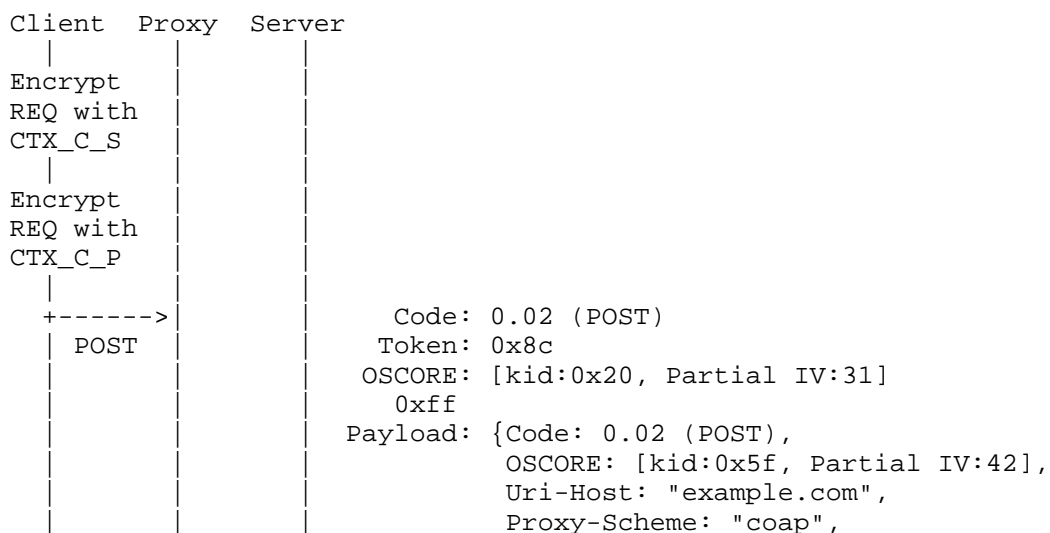 Client  Proxy  Server
  |       |       |
Encrypt   |       |
REQ with  |       |
CTX_C_S   |       |
  |       |       |
Encrypt   |       |
REQ with  |       |
CTX_C_P   |       |
  |       |       |
  +------>|       |     Code: 0.02 (POST)
  | POST  |       |    Token: 0x8c
  |       |       |   OSCORE: [kid:0x20, Partial IV:31]
  |       |       |     0xff
  |       |       |  Payload: {Code: 0.02 (POST),
  |       |       |            OSCORE: [kid:0x5f, Partial IV:42],
  |       |       |            Uri-Host: "example.com",
  |       |       |            Proxy-Scheme: "coap",